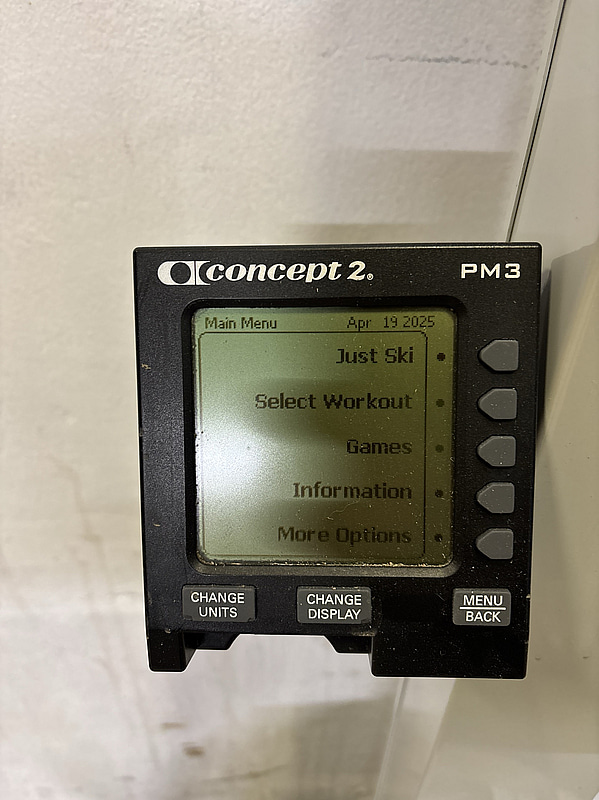 concept 2. PM3
Main Menu Apr 19 2025
Just Ski
Select Workout
Games
Information
More Options
CHANGE UNITS CHANGE DISPLAY MENU BACK